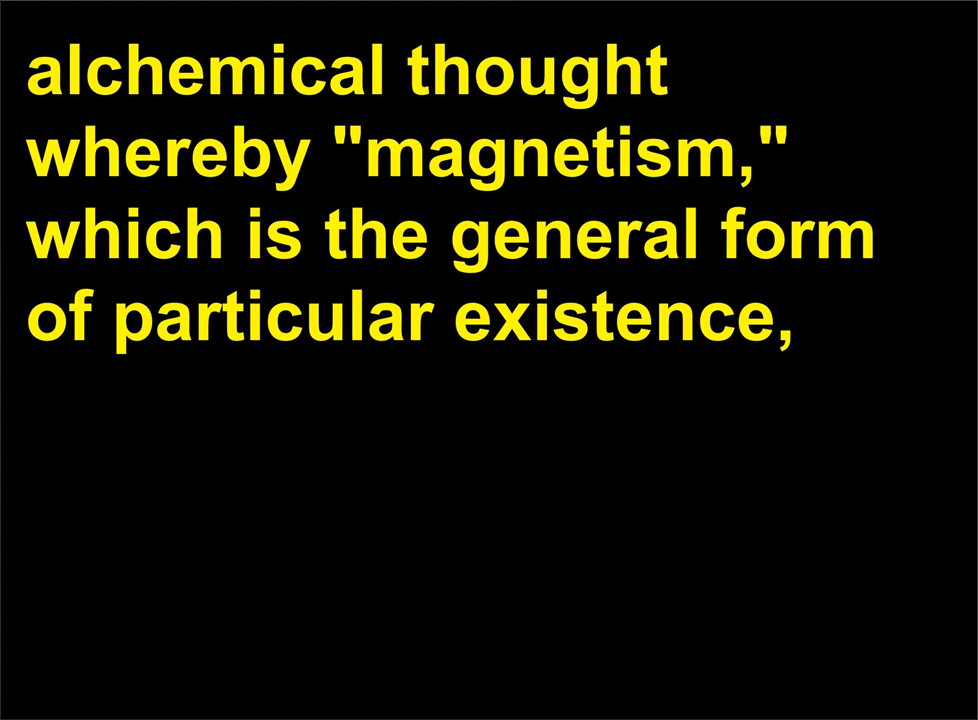 alchemical thought
whereby "magnetism,"
which is the general form
of particular existence,